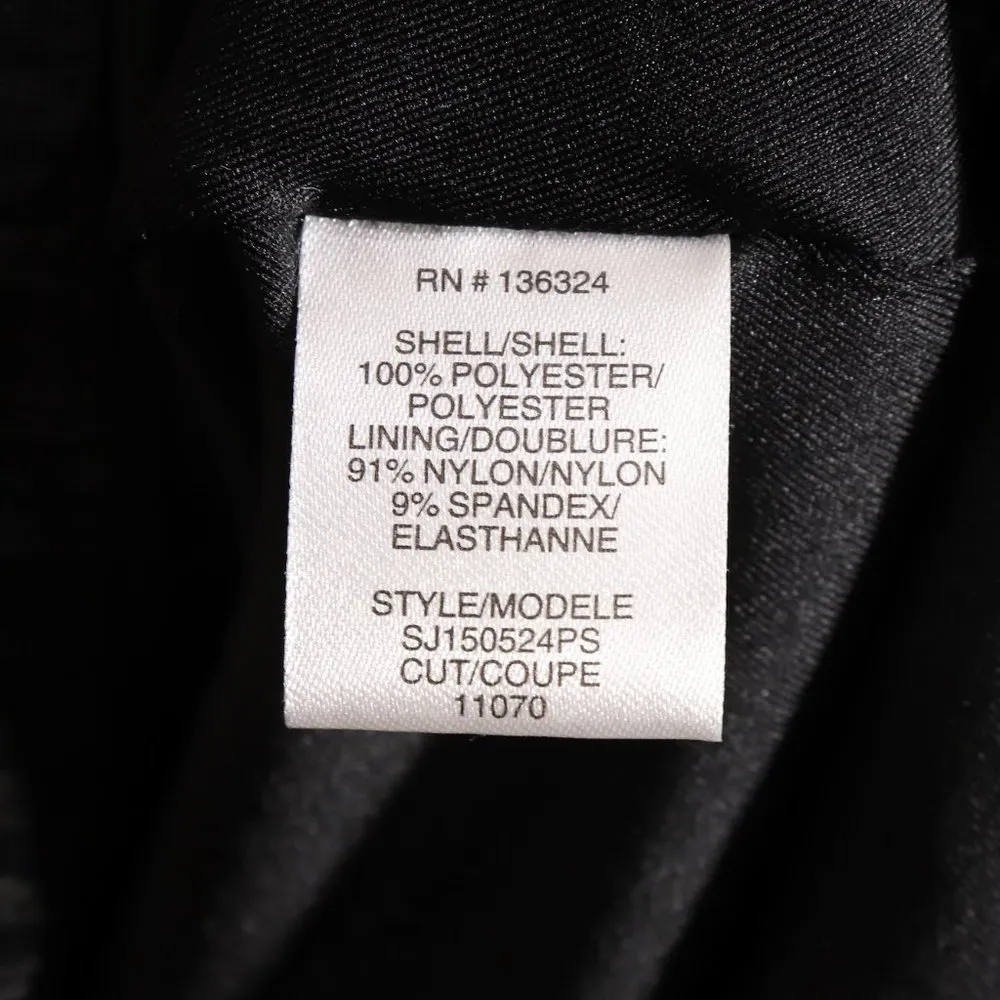 RN # 136324
SHELL/SHELL:
100% POLYESTER/
POLYESTER
LINING/DOUBLURE:
91% NYLON/NYLON
9% SPANDEX/
ELASTHANNE
STYLE/MODELE
SJ150524PS
CUT/COUPE
11070